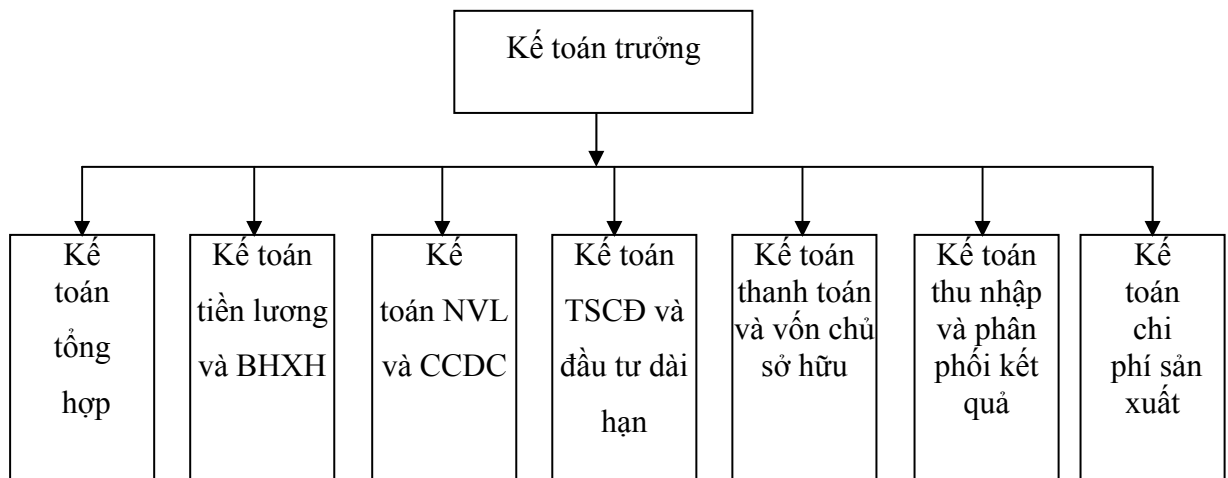 Kế toán trưởng
Kế
toán
tổng
hợp
Kế toán
tiền lương
và BHXH
Kế
toán NVL
và CCDC
Kế toán
TSCĐ và
đầu tư dài
hạn
Kế toán
thanh toán
và vốn chủ
sở hữu
Kế toán
thu nhập
và phân
phối kết
quả
Kế
toán
chi
phí sản
xuất